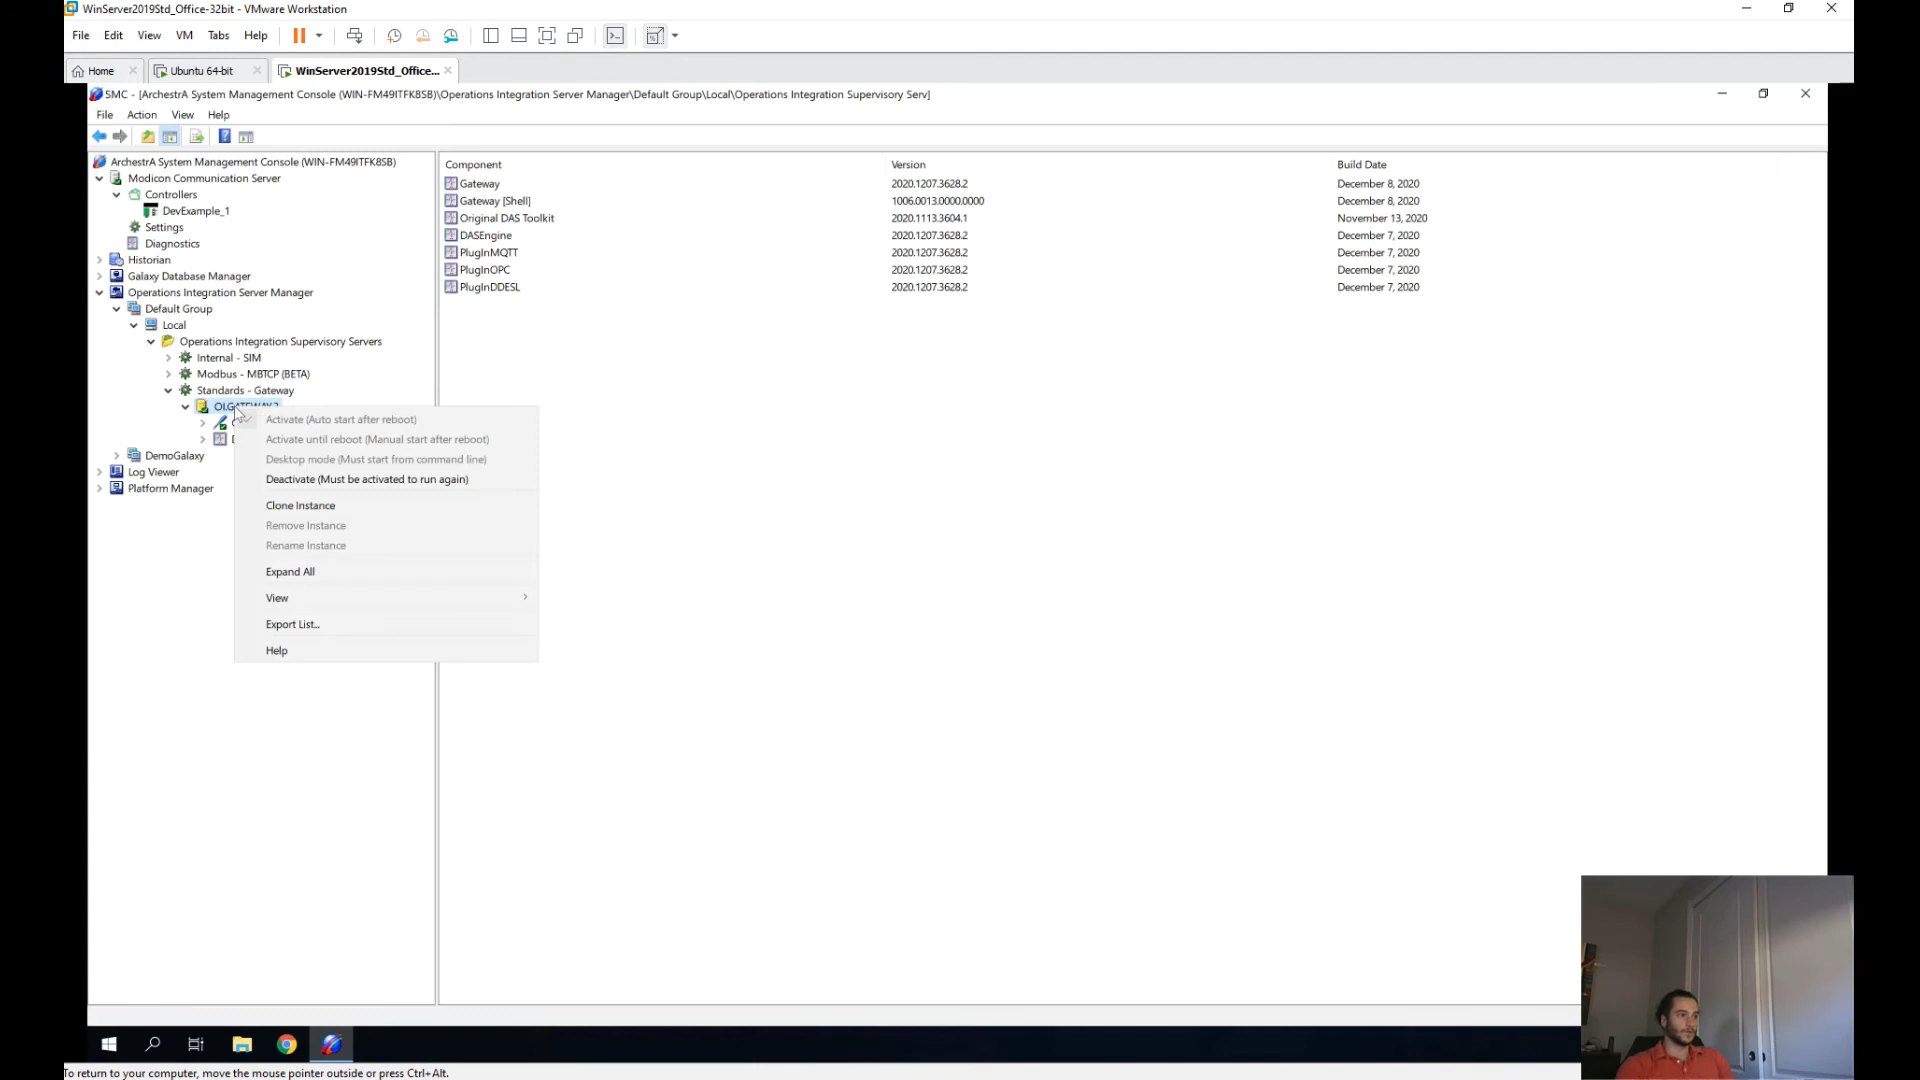 WinServer2019Std_Office-32bit - VMware Workstation
File Edit View VM Tabs Help
Home Ubuntu 64-bit WinServer2019Std_Office...
SMC - [ArchestrA System Management Console (WIN-FM49ITFK8SB)\Operations Integration Server Manager\Default Group\Local\Operations Integration Supervisory Serv]
File Action View Help
ArchestrA System Management Console (WIN-FM49ITFK8SB)
Modicon Communication Server
Controllers
DevExample_1
Settings
Diagnostics
Historian
Galaxy Database Manager
Operations Integration Server Manager
Default Group
Local
Operations Integration Supervisory Servers
Internal - SIM
Modbus - MBTCP (BETA)
Standards - Gateway
DemoGalaxy
Log Viewer
Platform Manager
Activate (Auto start after reboot)
Activate until reboot (Manual start after reboot)
Desktop mode (Must start from command line)
Deactivate (Must be activated to run again)
Clone Instance
Remove Instance
Rename Instance
Expand All
View
Export List...
Help
Component Version Build Date
Gateway 2020.1207.3628.2 December 8, 2020
Gateway [Shell] 1006.0013.0000.0000 December 8, 2020
Original DAS Toolkit 2020.1113.3604.1 November 13, 2020
DASEngine 2020.1207.3628.2 December 7, 2020
PlugInMQTT 2020.1207.3628.2 December 7, 2020
PlugInOPC 2020.1207.3628.2 December 7, 2020
PlugInDDESL 2020.1207.3628.2 December 7, 2020
To return to your computer, move the mouse pointer outside or press Ctrl+Alt.